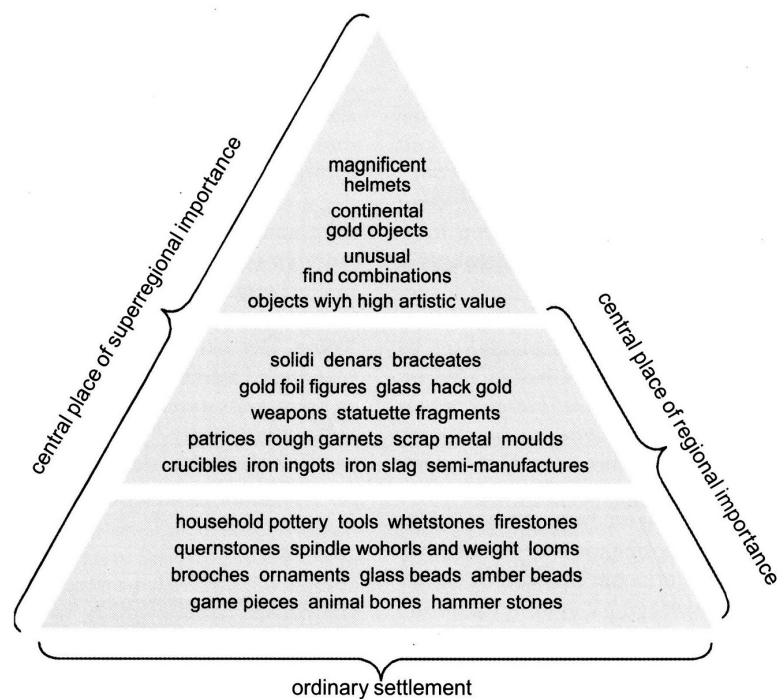 magnificent
helmets
continental
gold objects
unusual
find combinations
objects wiyh high artistic value
solidi denars bracteates
gold foil figures glass hack gold
weapons statuette fragments
patrices rough garnets scrap metal moulds
crucibles iron ingots iron slag semi-manufactures
household pottery tools whetstones firestones
quernstones spindle wohorls and weight looms
brooches ornaments glass beads amber beads
game pieces animal bones hammer stones
central place of superregional importance
central place of regional importance
ordinary settlement